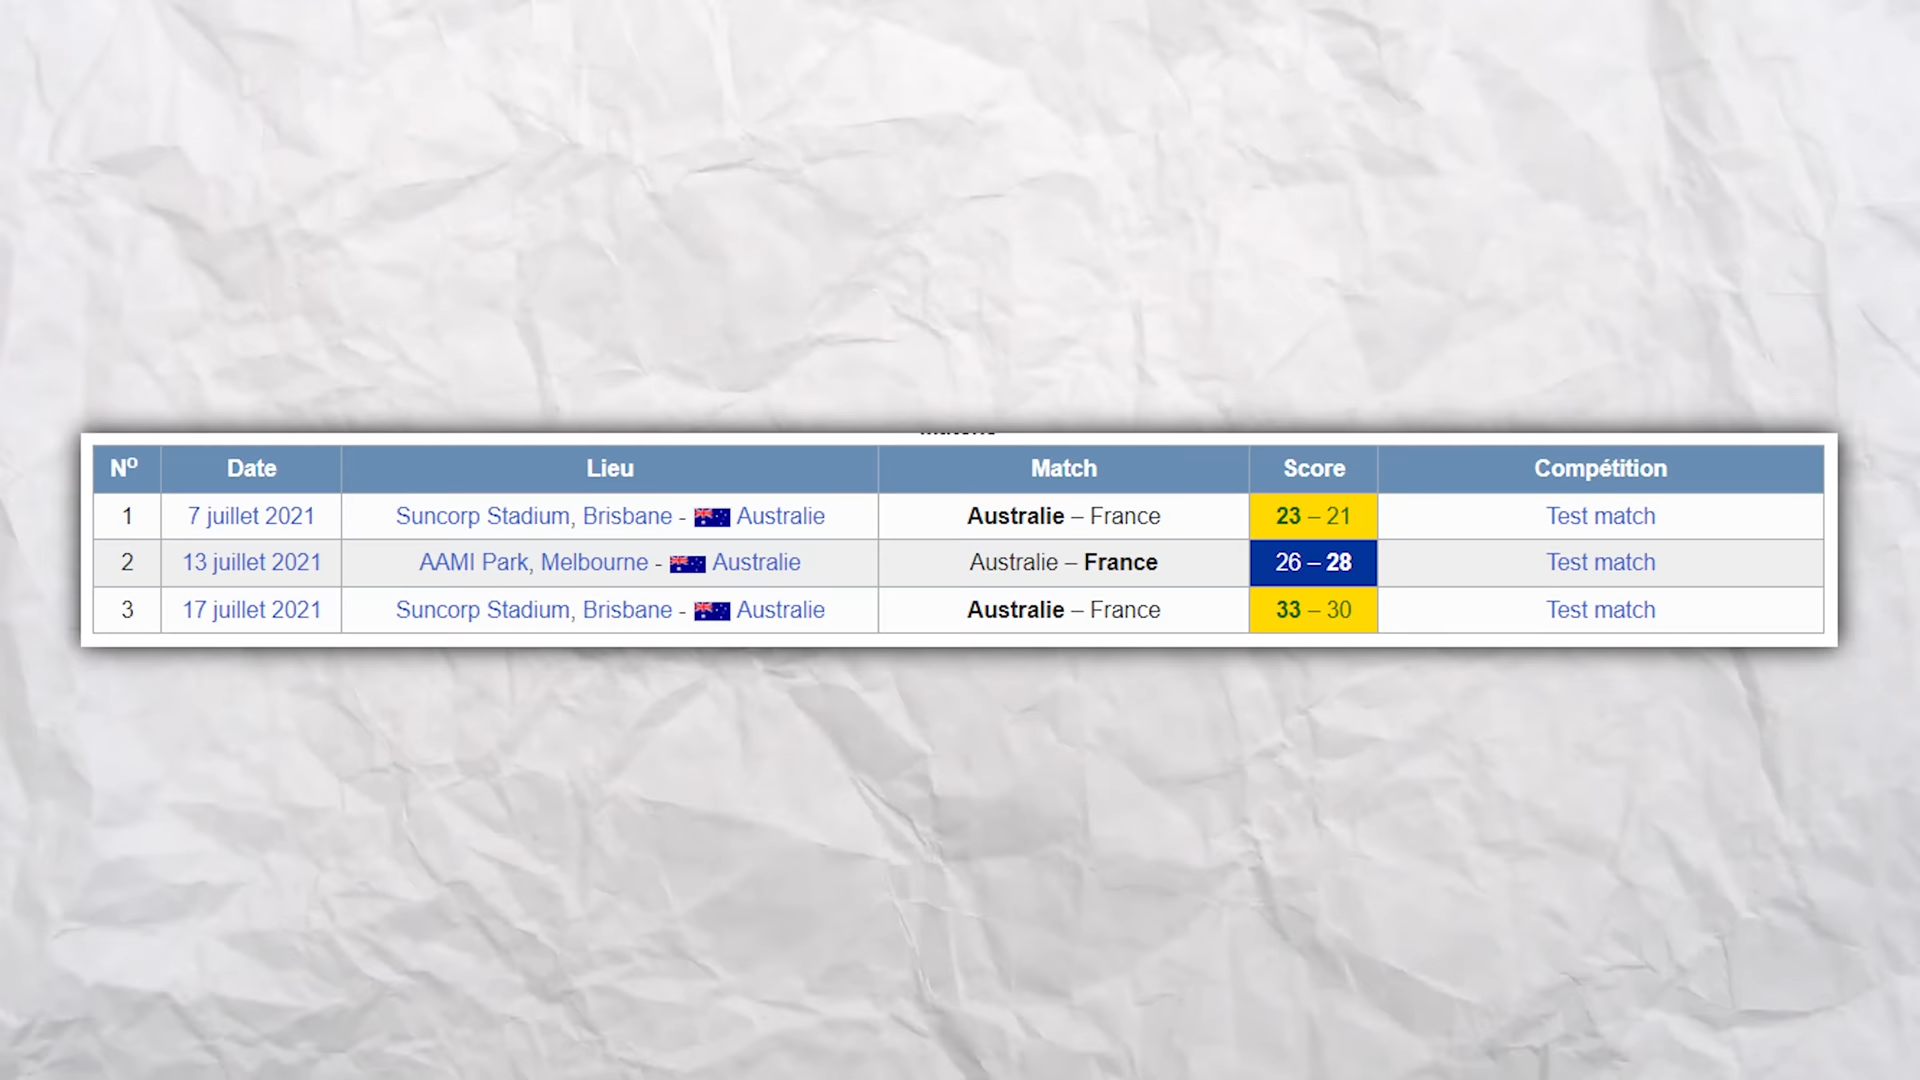 Nº Date Lieu Match Score Compétition
1 7 juillet 2021 Suncorp Stadium, Brisbane - Australie Australie – France 23 – 21 Test match
2 13 juillet 2021 AAMI Park, Melbourne - Australie Australie – France 26 – 28 Test match
3 17 juillet 2021 Suncorp Stadium, Brisbane - Australie Australie – France 33 – 30 Test match